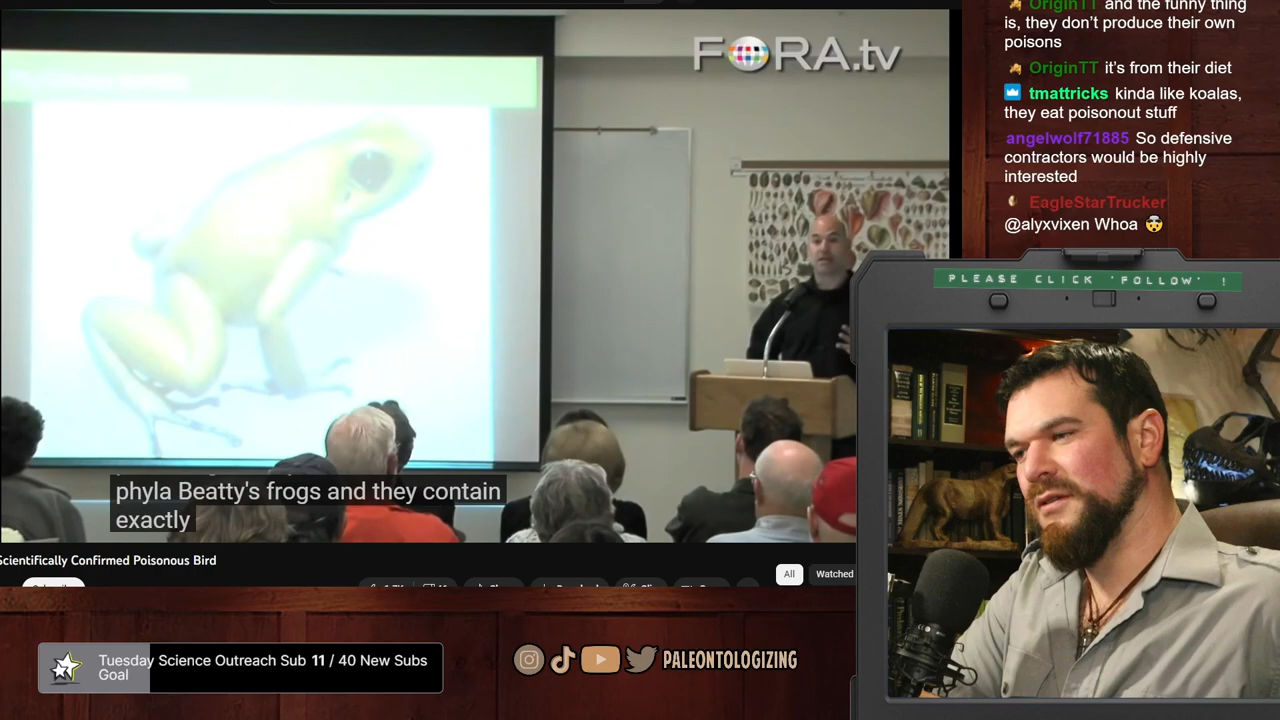 FORA.tv
phyla Beatty's frogs and they contain
exactly
Scientifically Confirmed Poisonous Bird
All
Watched
OriginTT and the funny thing
is, they don't produce their own
poisons
OriginTT it's from their diet
tmattricks kinda like koalas,
they eat poisonout stuff
angelwolf71885 So defensive
contractors would be highly
interested
EagleStarTrucker
@alyxvixen Whoa
PLEASE CLICK 'FOLLOW' !
Tuesday Science Outreach Sub 11 / 40 New Subs
Goal
PALEONTOLOGIZING